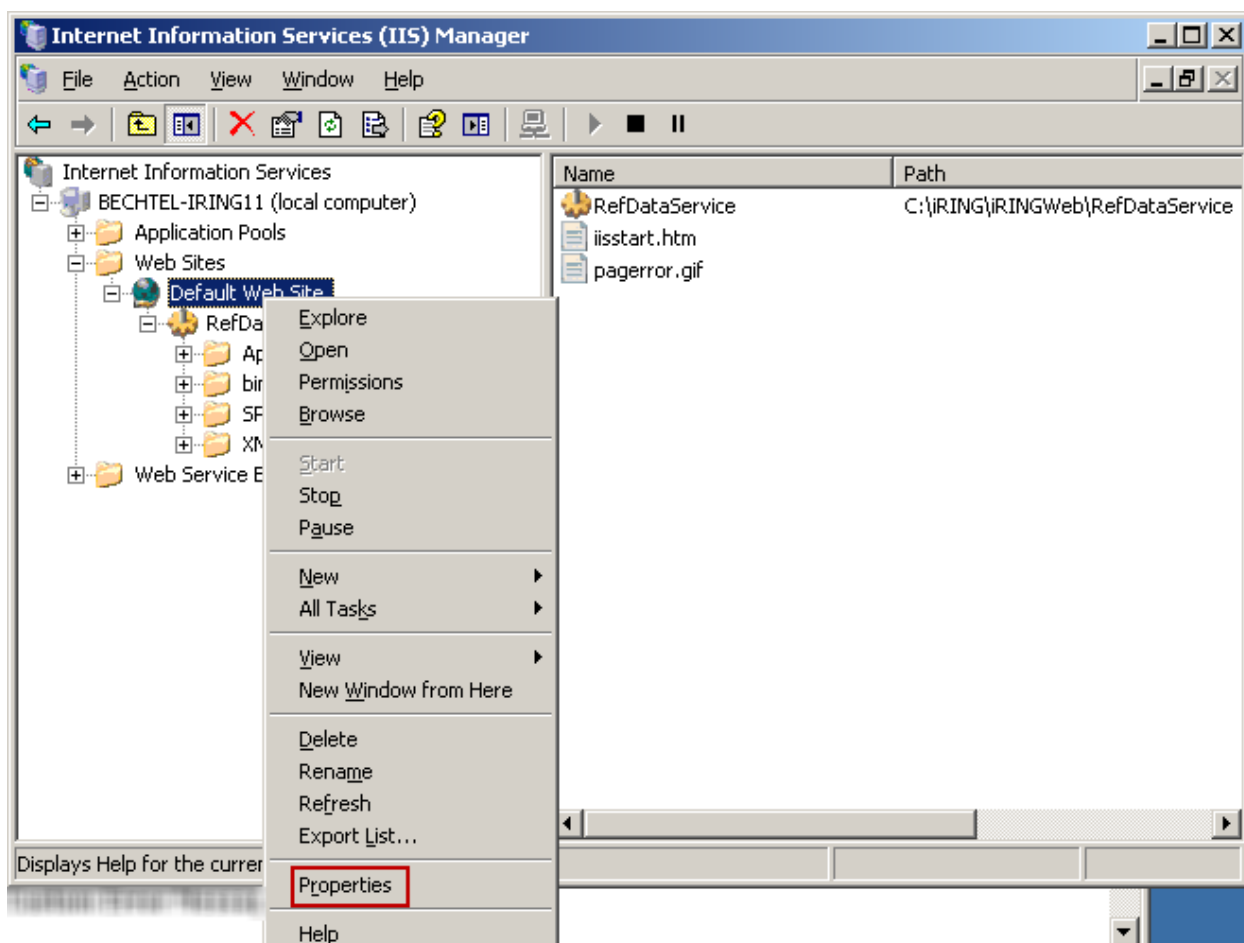 Internet Information Services (IIS) Manager
File Action View Window Help
Internet Information Services
BECHTEL-IRING11 (local computer)
Application Pools
Web Sites
Default Web Site
RefDa
Ap
bin
SP
XM
Web Service E
Name Path
RefDataService C:\iRING\iRINGWeb\RefDataService
iisstart.htm
pagerror.gif
Explore
Open
Permissions
Browse
Start
Stop
Pause
New
All Tasks
View
New Window from Here
Delete
Rename
Refresh
Export List...
Properties
Help
Displays Help for the curren